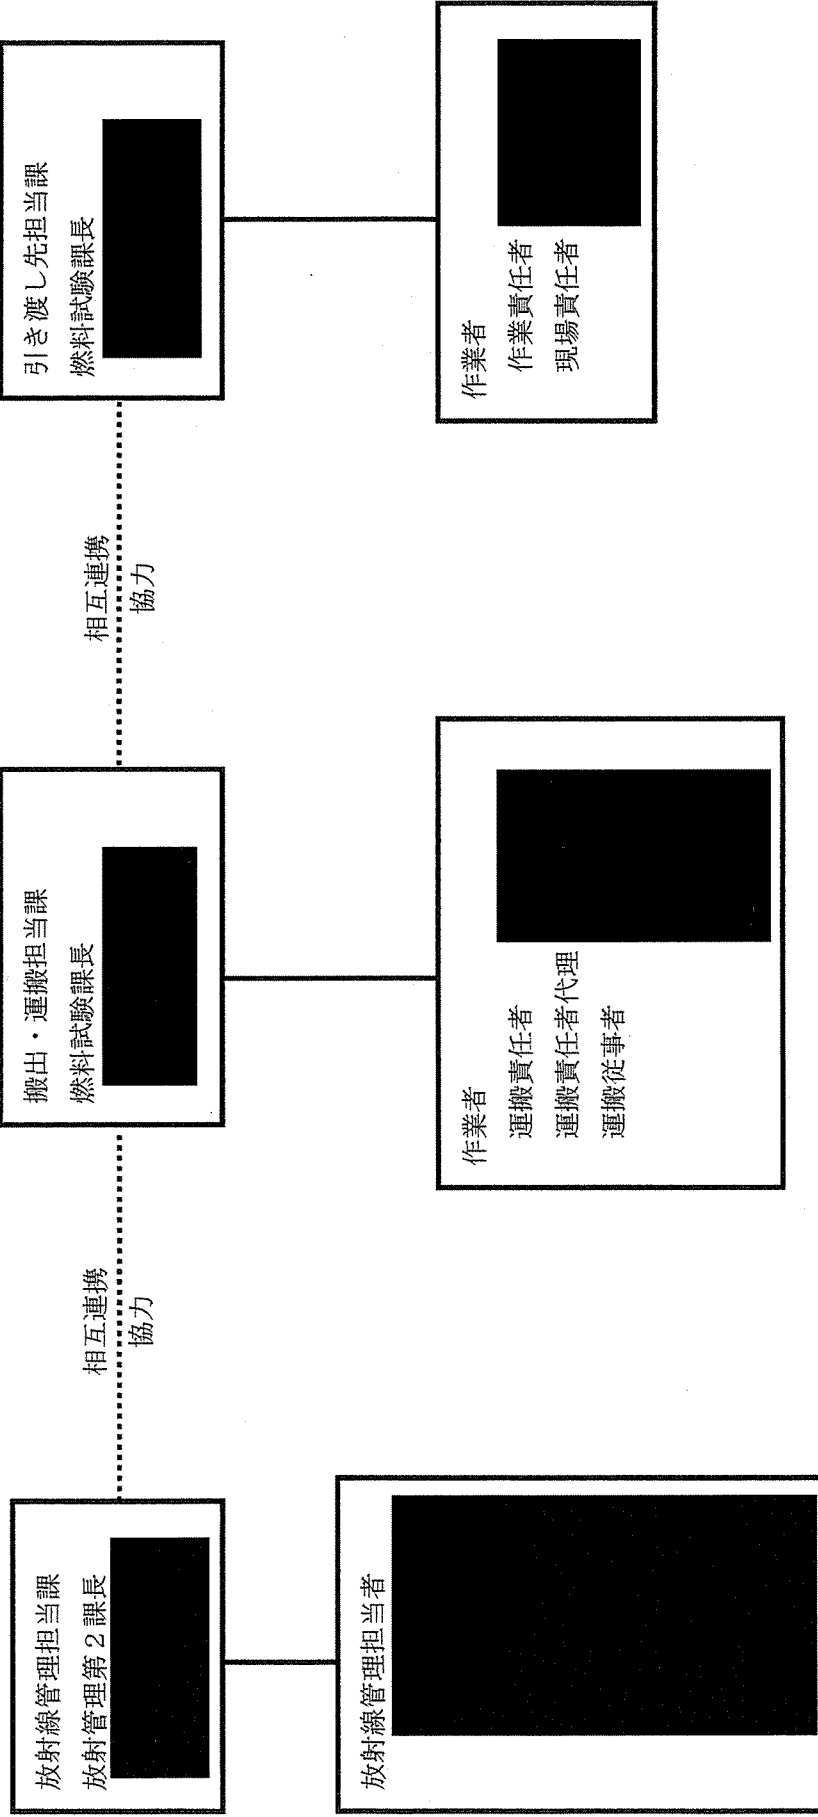 放射線管理担当課
放射管理第2課長
放射線管理担当者
相互連携
協力
搬出・運搬担当課
燃料試験課長
作業者
運搬責任者
運搬責任者代理
運搬従事者
相互連携
協力
引き渡し先担当課
燃料試験課長
作業者
作業責任者
現場責任者